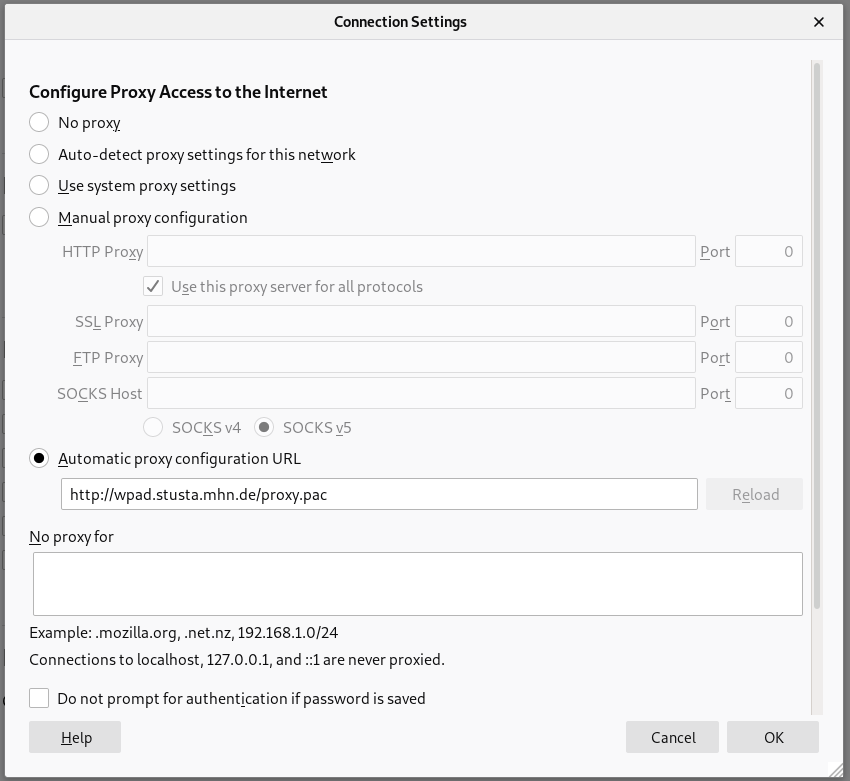 Connection Settings
Configure Proxy Access to the Internet
No proxy
Auto-detect proxy settings for this network
Use system proxy settings
Manual proxy configuration
HTTP Proxy Port 0
Use this proxy server for all protocols
SSL Proxy Port 0
FTP Proxy Port 0
SOCKS Host Port 0
SOCKS v4 SOCKS v5
Automatic proxy configuration URL
http://wpad.stusta.mhn.de/proxy.pac Reload
No proxy for
Example: .mozilla.org, .net.nz, 192.168.1.0/24
Connections to localhost, 127.0.0.1, and ::1 are never proxied.
Do not prompt for authentication if password is saved
Help Cancel OK